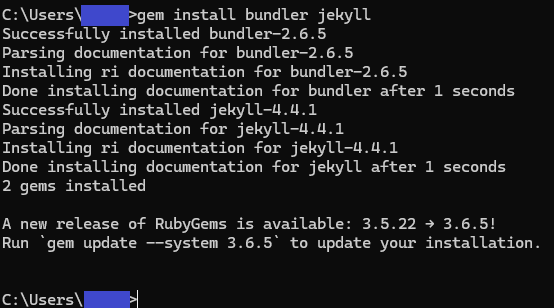 C:\Users\>gem install bundler jekyll
Successfully installed bundler-2.6.5
Parsing documentation for bundler-2.6.5
Installing ri documentation for bundler-2.6.5
Done installing documentation for bundler after 1 seconds
Successfully installed jekyll-4.4.1
Parsing documentation for jekyll-4.4.1
Installing ri documentation for jekyll-4.4.1
Done installing documentation for jekyll after 1 seconds
2 gems installed
A new release of RubyGems is available: 3.5.22 → 3.6.5!
Run `gem update --system 3.6.5` to update your installation.
C:\Users\>